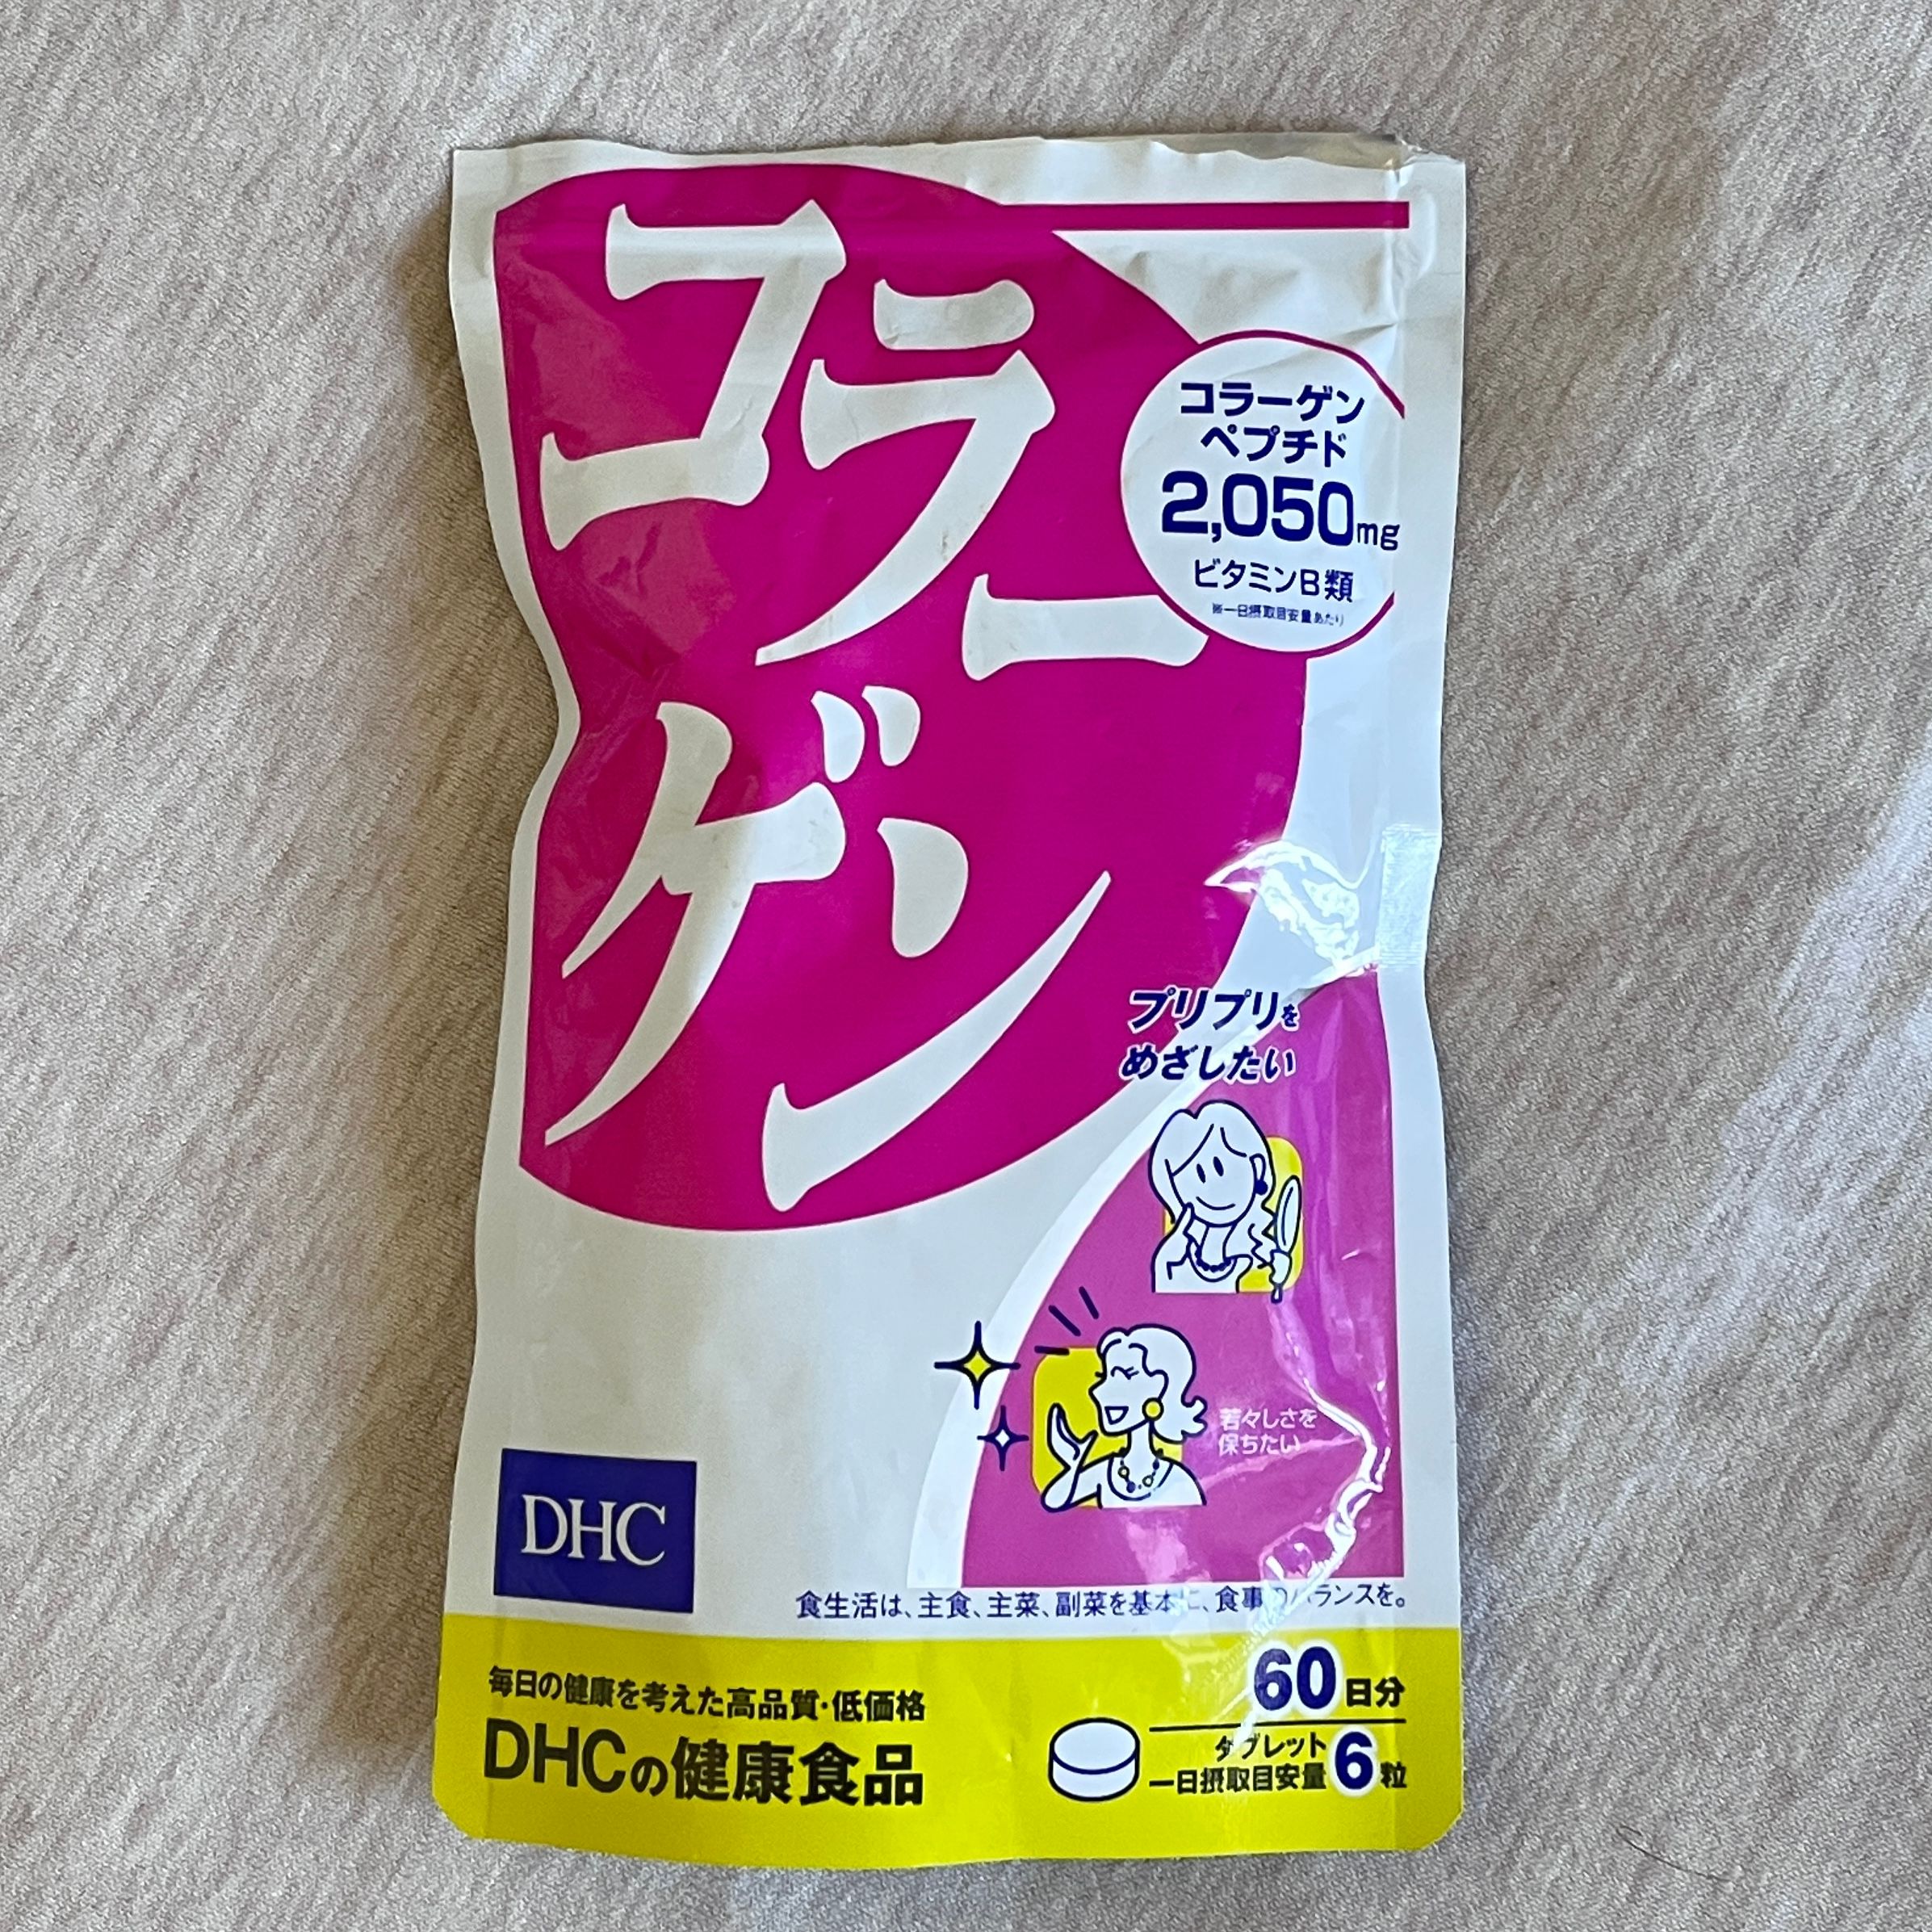 コラーゲン
コラーゲン
ペプチド
2,050mg
ビタミンB類
※一日摂取目安量あたり
プリプリを
めざしたい
若々しさを
保ちたい
DHC
食生活は、主食、主菜、副菜を基本に、食事のバランスを。
毎日の健康を考えた高品質・低価格
DHCの健康食品
60日分
タブレット
一日摂取目安量6粒